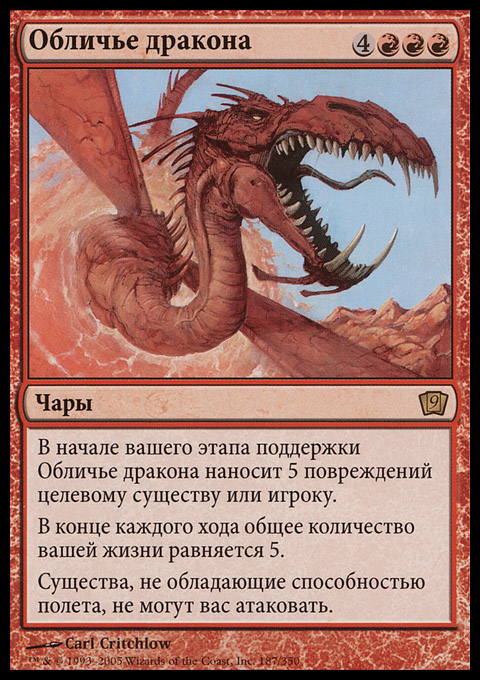 Обличье дракона 4
Чары 9
В начале вашего этапа поддержки
Обличье дракона наносит 5 повреждений
целевому существу или игроку.
В конце каждого хода общее количество
вашей жизни равняется 5.
Существа, не обладающие способностью
полета, не могут вас атаковать.
Carl Critchlow
™ & © 1993–2005 Wizards of the Coast, Inc. 187/350